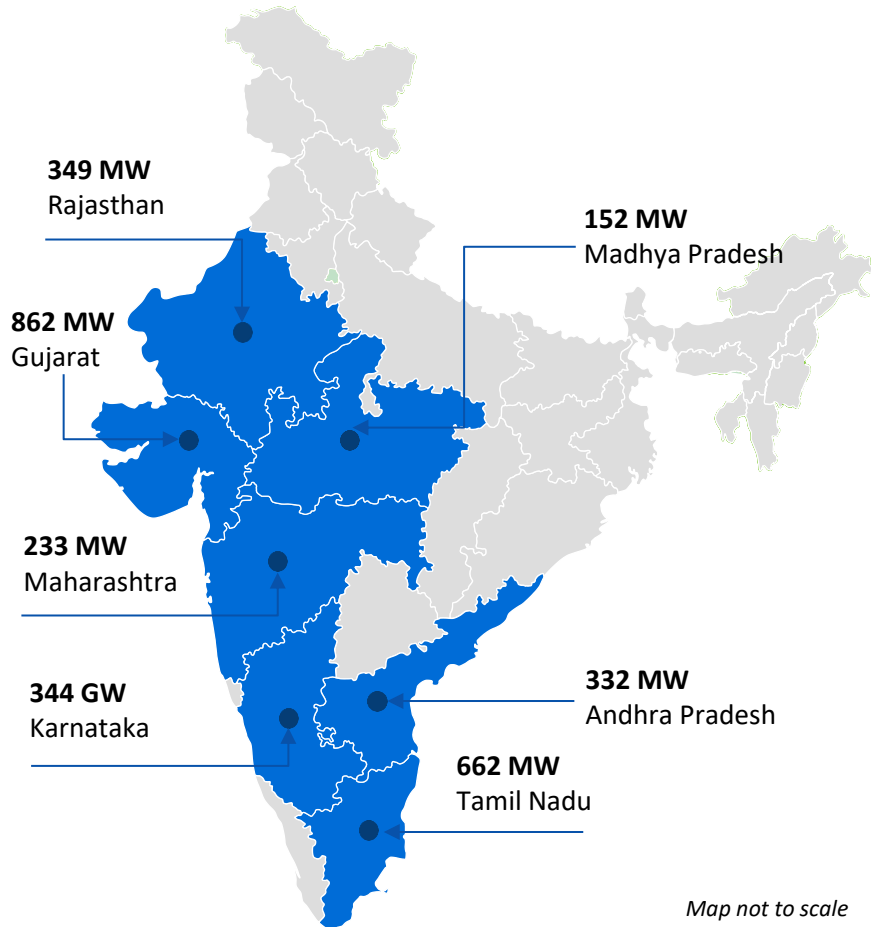 349 MW
Rajasthan
152 MW
Madhya Pradesh
862 MW
Gujarat
233 MW
Maharashtra
344 GW
Karnataka
332 MW
Andhra Pradesh
662 MW
Tamil Nadu
Map not to scale